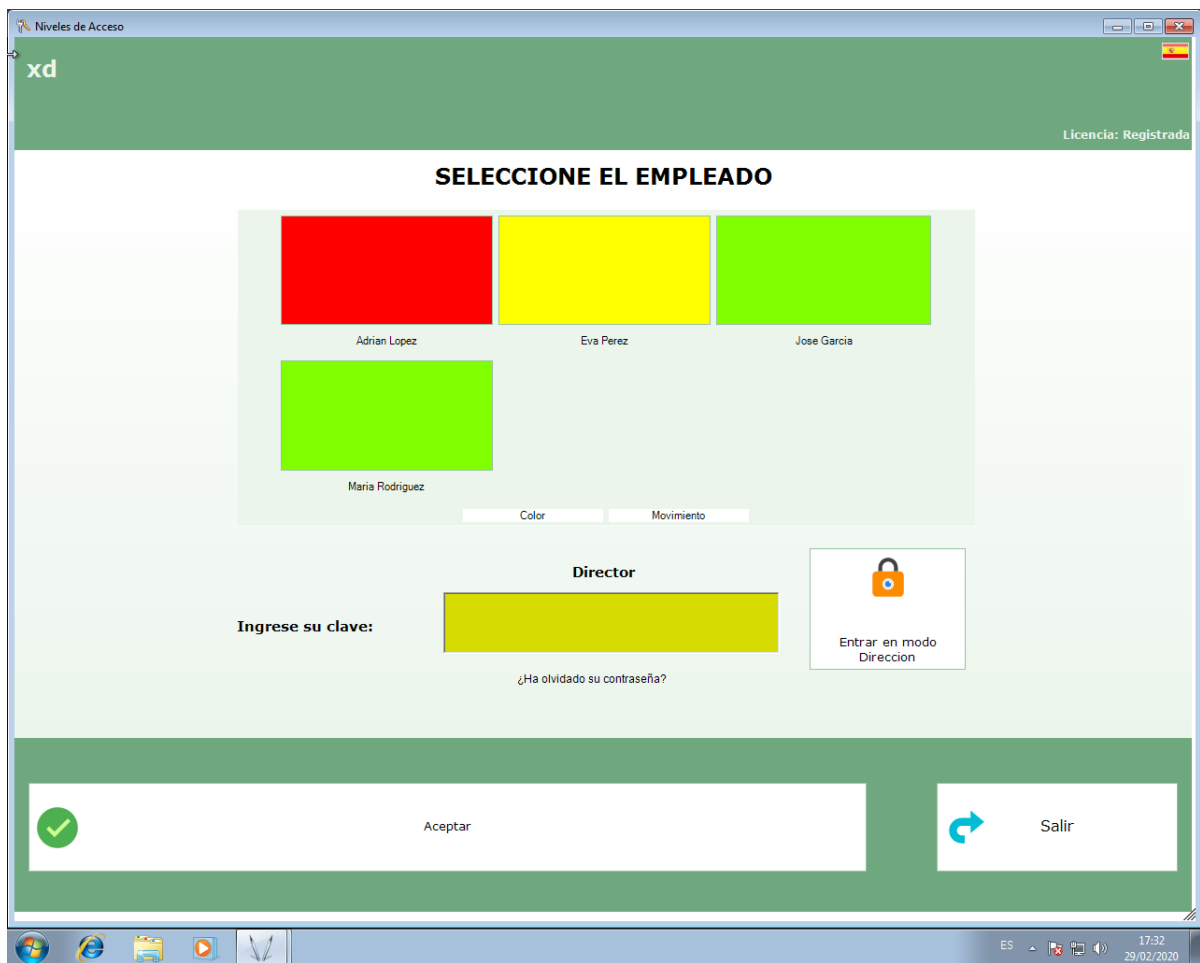 Niveles de Acceso
xd
Licencia: Registrada
SELECCIONE EL EMPLEADO
Adrian Lopez
Eva Perez
Jose Garcia
Maria Rodriguez
Color
Movimiento
Director
Ingrese su clave:
Entrar en modo
Direccion
¿Ha olvidado su contraseña?
Aceptar
Salir
ES
17:32
29/02/2020